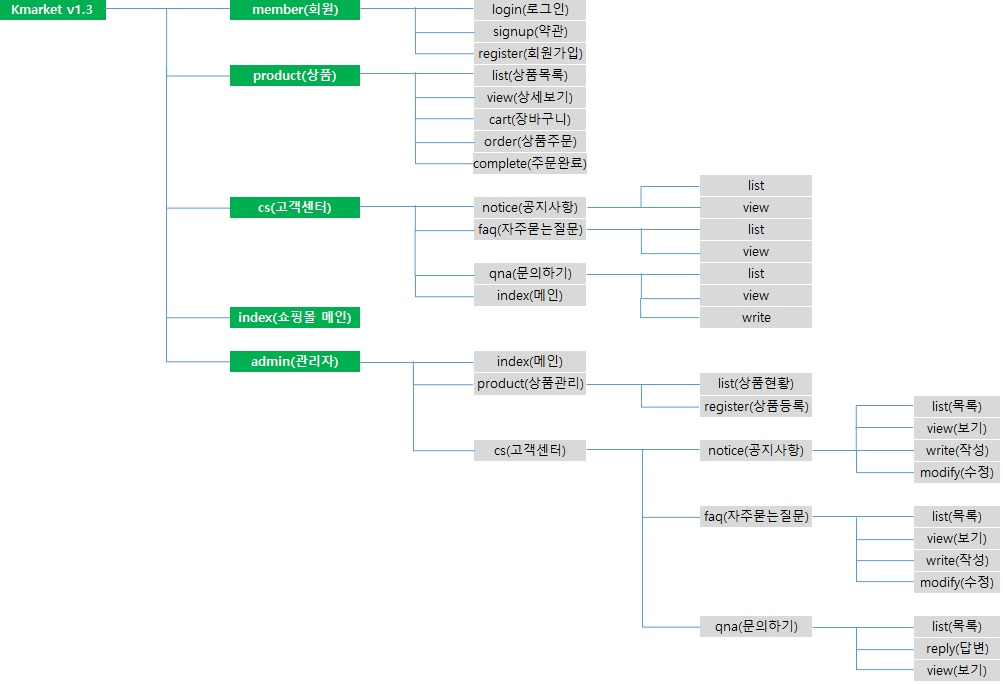 Kmarket v1.3
member(회원)
login(로그인)
signup(약관)
register(회원가입)
product(상품)
list(상품목록)
view(상세보기)
cart(장바구니)
order(상품주문)
complete(주문완료)
cs(고객센터)
notice(공지사항)
list
view
faq(자주묻는질문)
list
view
qna(문의하기)
list
view
write
index(메인)
index(쇼핑몰 메인)
admin(관리자)
index(메인)
product(상품관리)
list(상품현황)
register(상품등록)
cs(고객센터)
notice(공지사항)
list(목록)
view(보기)
write(작성)
modify(수정)
faq(자주묻는질문)
list(목록)
view(보기)
write(작성)
modify(수정)
qna(문의하기)
list(목록)
reply(답변)
view(보기)